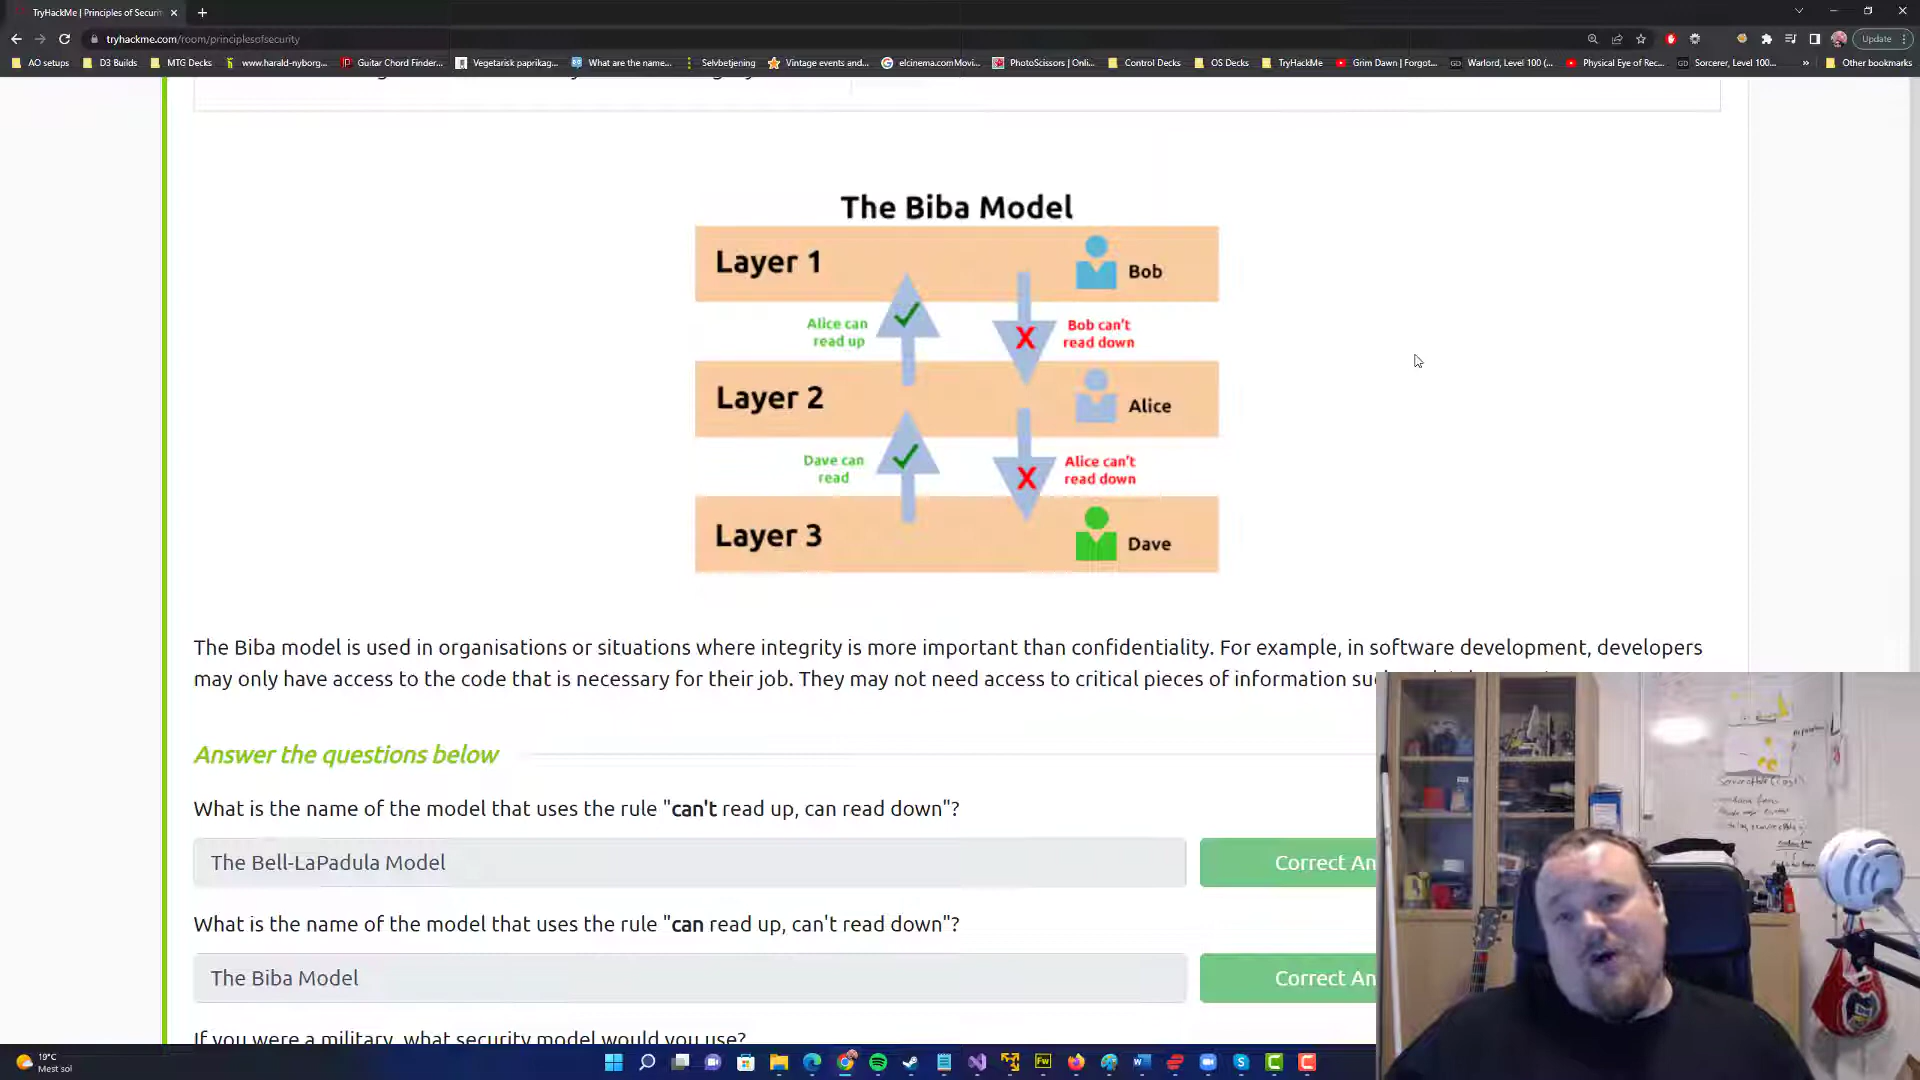 TryHackMe | Principles of Securit
tryhackme.com/room/principlesofsecurity
Update
AO setups
D3 Builds
MTG Decks
www.harald-nyborg...
Guitar Chord Finder...
Vegetarisk paprikag...
What are the name...
Selvbetjening
Vintage events and...
elcinema.comMovi...
PhotoScissors | Onli...
Control Decks
OS Decks
TryHackMe
Grim Dawn | Forgot...
Warlord, Level 100 (...
Physical Eye of Rec...
Sorcerer, Level 100...
Other bookmarks
The Biba Model
Layer 1
Bob
Alice can
read up
Bob can't
read down
Layer 2
Alice
Dave can
read
Alice can't
read down
Layer 3
Dave
The Biba model is used in organisations or situations where integrity is more important than confidentiality. For example, in software development, developers
may only have access to the code that is necessary for their job. They may not need access to critical pieces of information
Answer the questions below
What is the name of the model that uses the rule "can't read up, can read down"?
The Bell-LaPadula Model
Correct An
What is the name of the model that uses the rule "can read up, can't read down"?
The Biba Model
Correct An
If you were a military, what security model would you use?
19°C
Mest sol